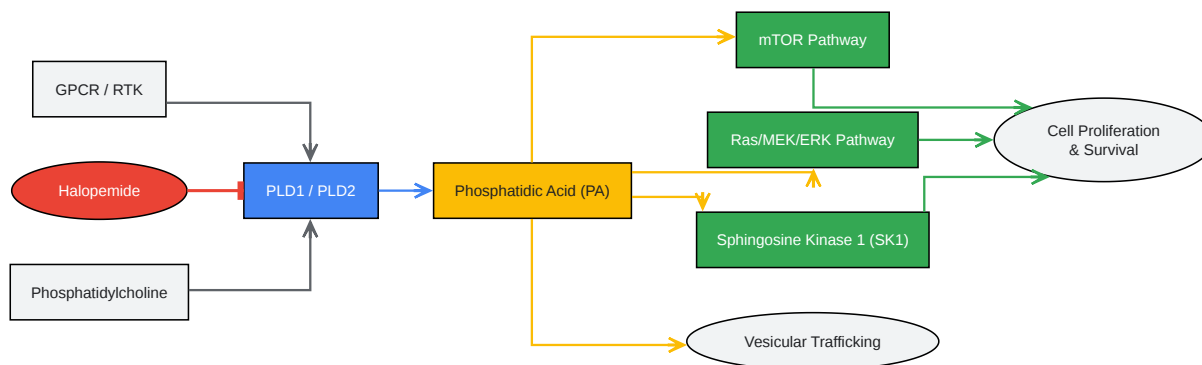 mTOR Pathway
GPCR / RTK
Ras/MEK/ERK Pathway
Cell Proliferation
& Survival
Halopemide
PLD1 / PLD2
Phosphatidic Acid (PA)
Sphingosine Kinase 1 (SK1)
Phosphatidylcholine
Vesicular Trafficking